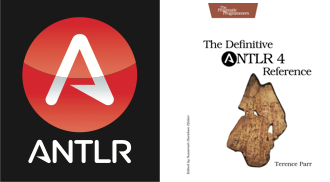 ANTLR
The
Pragmatic
Programmers
The Definitive
ANTLR 4
Reference
Terence Parr